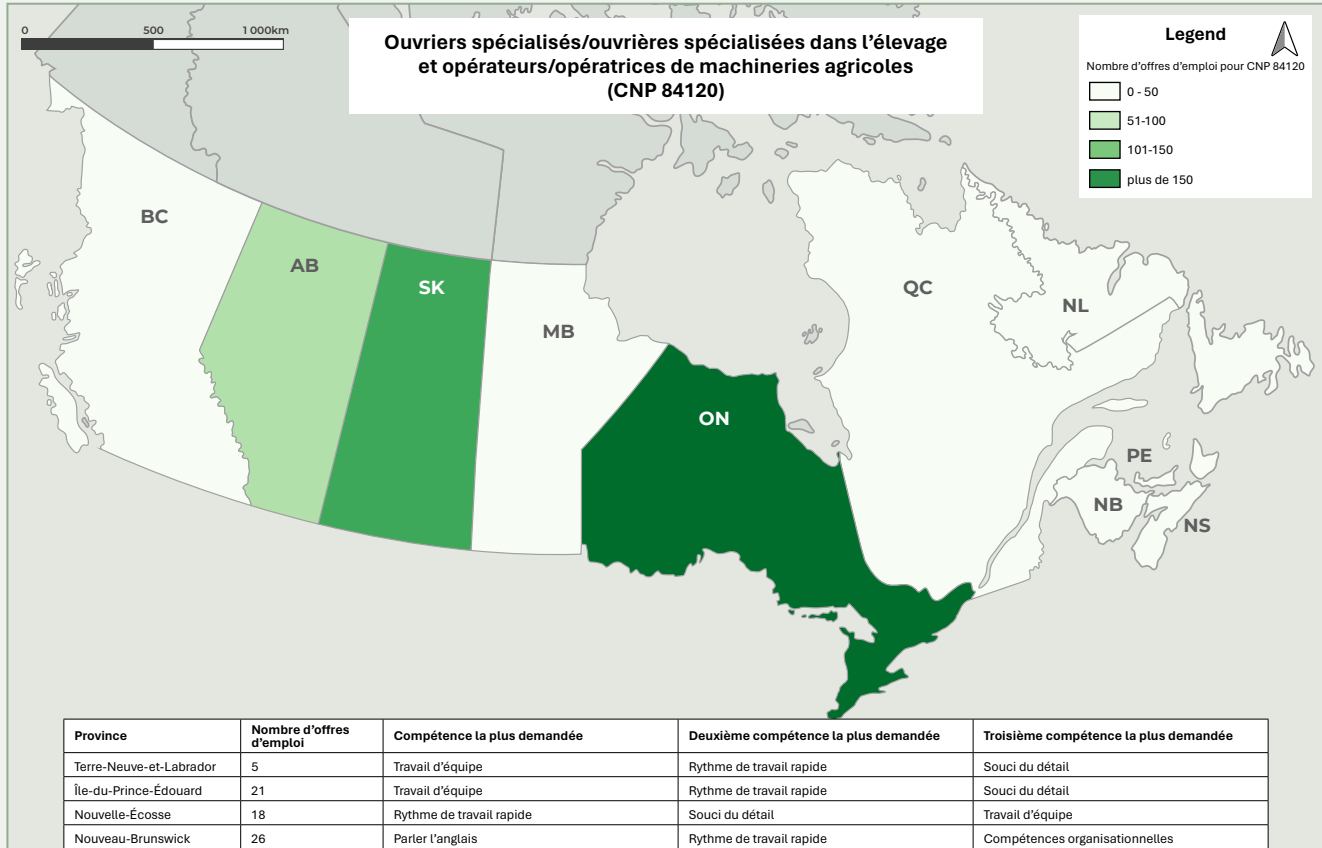 0 500 1 000km
Ouvriers spécialisés/ouvrières spécialisées dans l'élevage
et opérateurs/opératrices de machineries agricoles
(CNP 84120)
Legend
Nombre d'offres d'emploi pour CNP 84120
0 - 50
51-100
101-150
plus de 150
BC
AB
SK
MB
ON
QC
NL
PE
NB
NS
Province Nombre d'offres d'emploi Compétence la plus demandée Deuxième compétence la plus demandée Troisième compétence la plus demandée
Terre-Neuve-et-Labrador 5 Travail d'équipe Rythme de travail rapide Souci du détail
Île-du-Prince-Édouard 21 Travail d'équipe Rythme de travail rapide Souci du détail
Nouvelle-Écosse 18 Rythme de travail rapide Souci du détail Travail d'équipe
Nouveau-Brunswick 26 Parler l'anglais Rythme de travail rapide Compétences organisationnelles